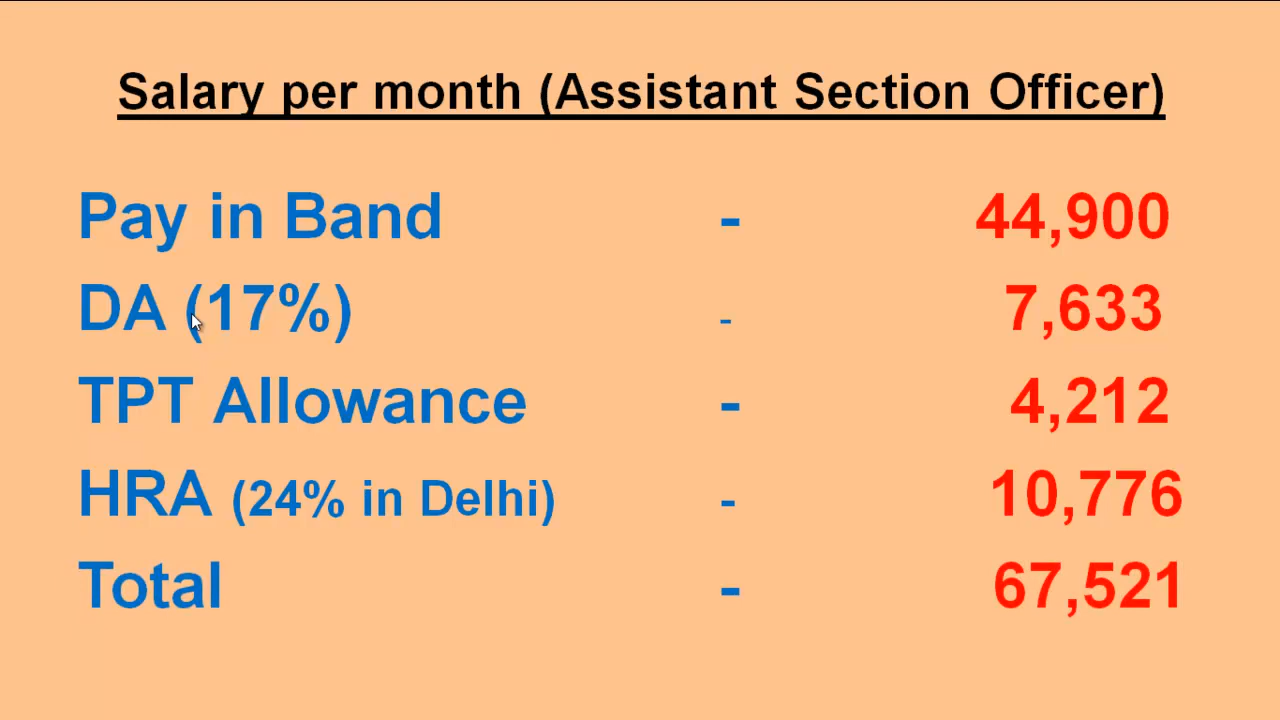 Salary per month (Assistant Section Officer)
Pay in Band - 44,900
DA (17%) - 7,633
TPT Allowance - 4,212
HRA (24% in Delhi) - 10,776
Total - 67,521